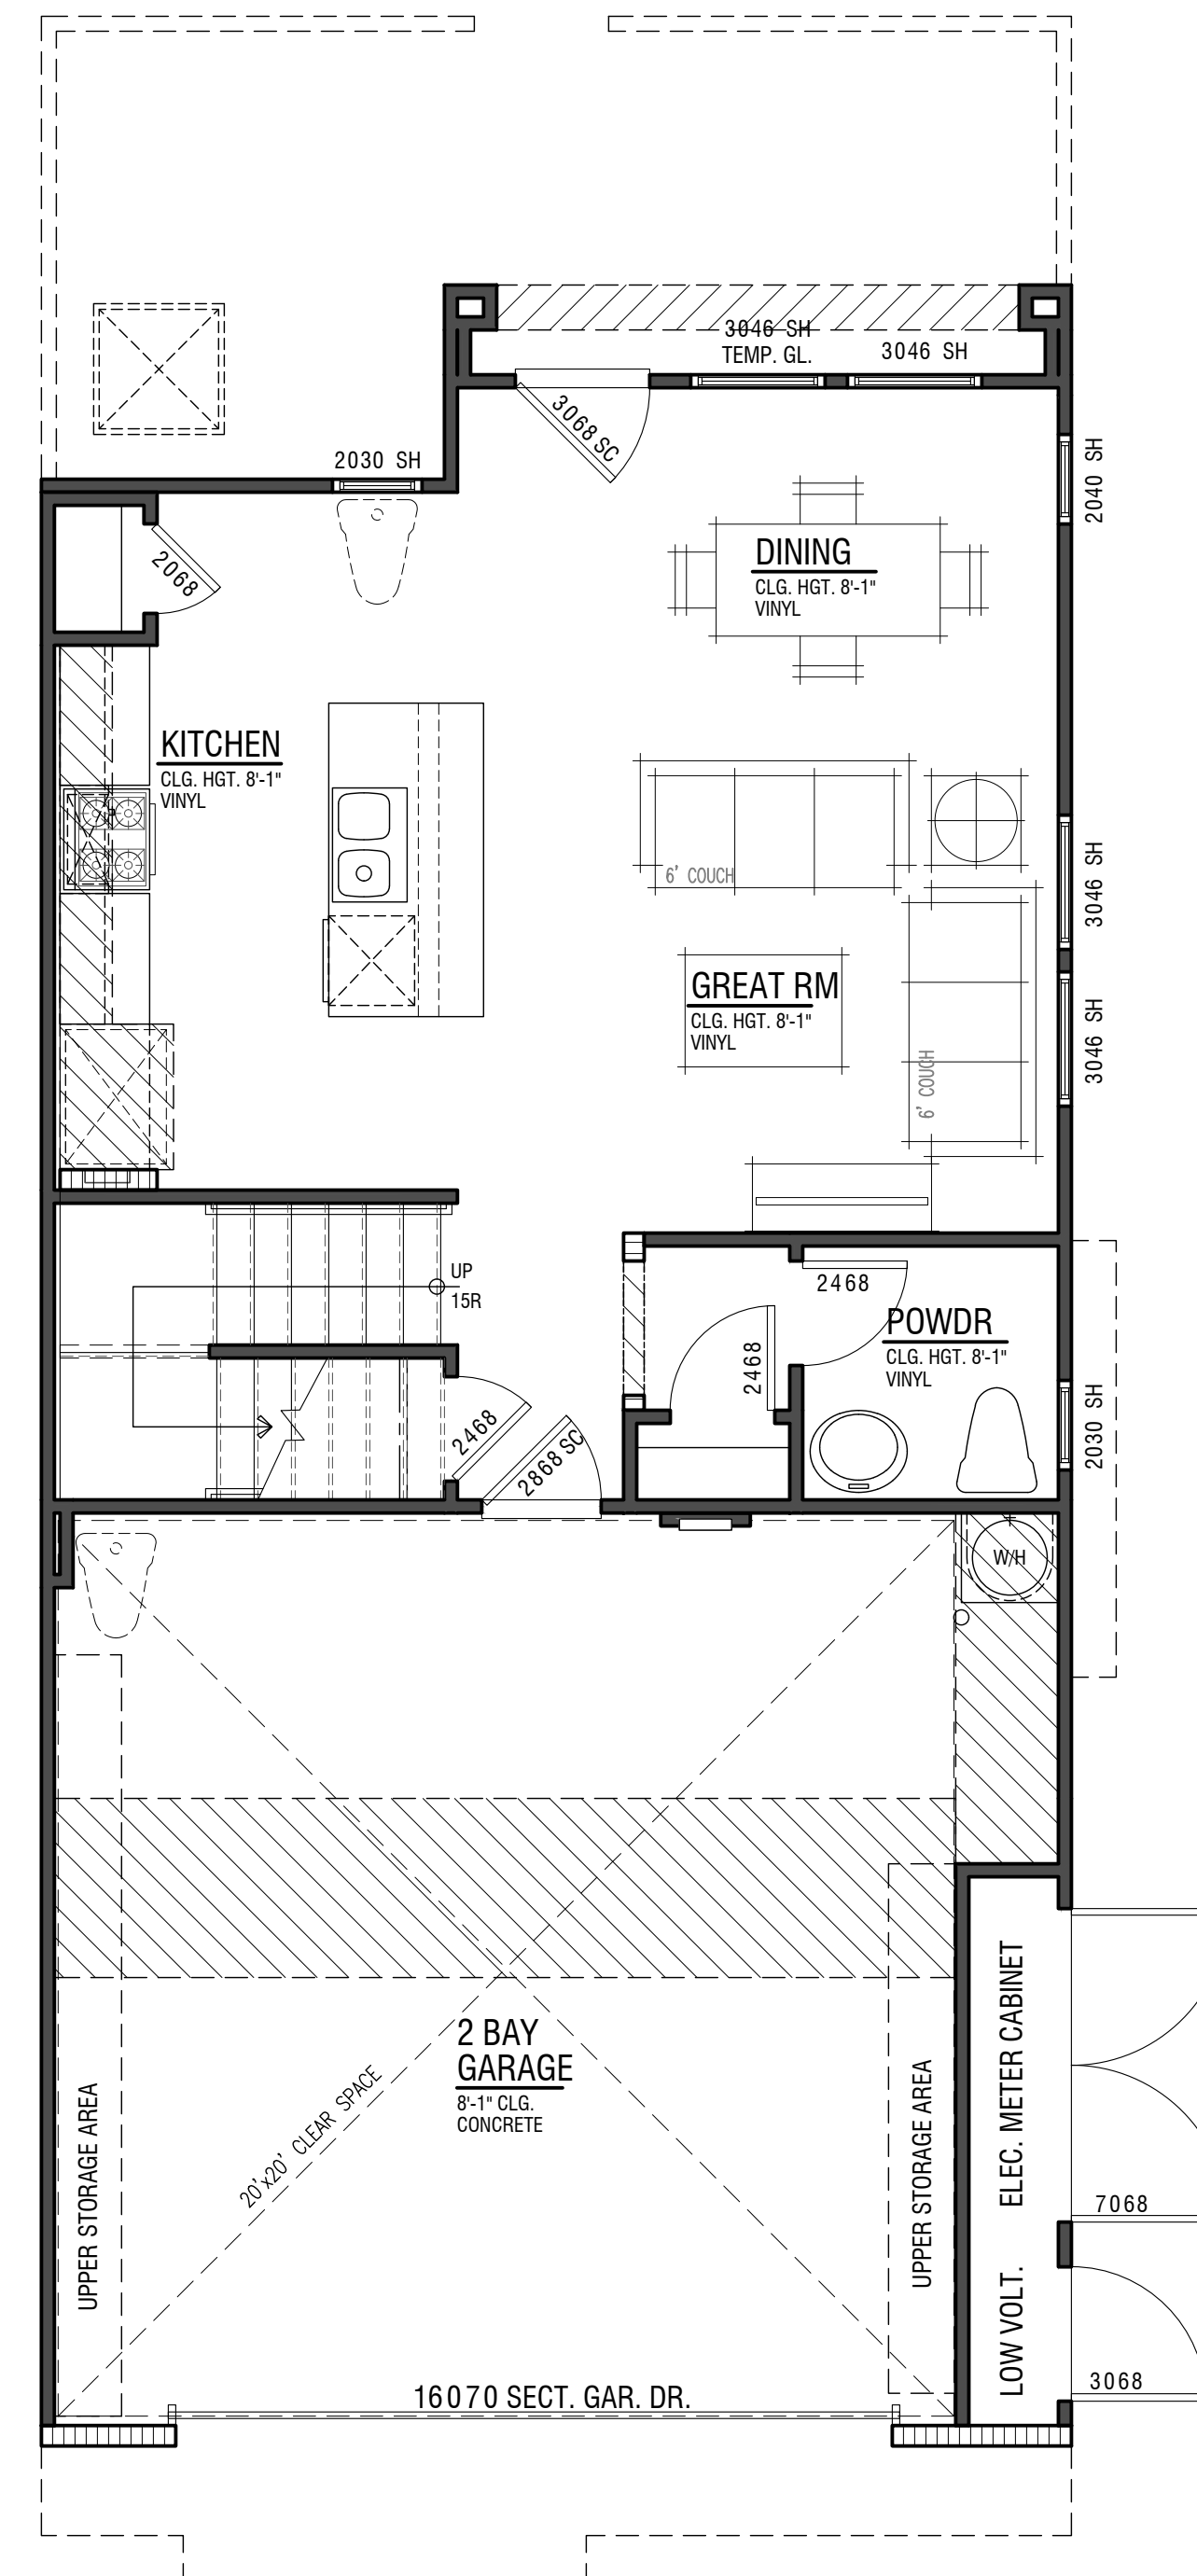 3046 SH
TEMP. GL.
3046 SH
3068 SC
2030 SH
2040 SH
2068
DINING
CLG. HGT. 8'-1"
VINYL
KITCHEN
CLG. HGT. 8'-1"
VINYL
6' COUCH
3046 SH
GREAT RM
CLG. HGT. 8'-1"
VINYL
3046 SH
6' COUCH
UP
15R
2468
POWDR
CLG. HGT. 8'-1"
VINYL
2468
2030 SH
2468
2868 SC
W/H
2 BAY
GARAGE
8'-1" CLG.
CONCRETE
20'x20' CLEAR SPACE
UPPER STORAGE AREA
UPPER STORAGE AREA
ELEC. METER CABINET
LOW VOLT.
7068
3068
16070 SECT. GAR. DR.